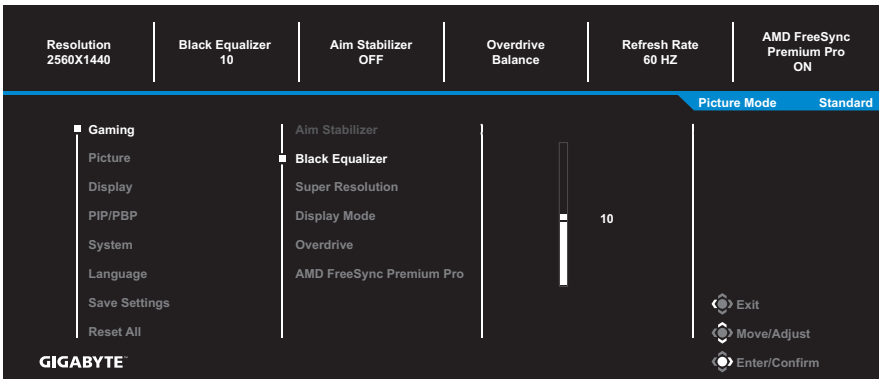 Resolution
2560X1440
Black Equalizer
10
Aim Stabilizer
OFF
Overdrive
Balance
Refresh Rate
60 HZ
AMD FreeSync
Premium Pro
ON
Picture Mode Standard
Gaming
Picture
Display
PIP/PBP
System
Language
Save Settings
Reset All
Aim Stabilizer
Black Equalizer
Super Resolution
Display Mode
Overdrive
AMD FreeSync Premium Pro
10
Exit
Move/Adjust
Enter/Confirm
GIGABYTE™